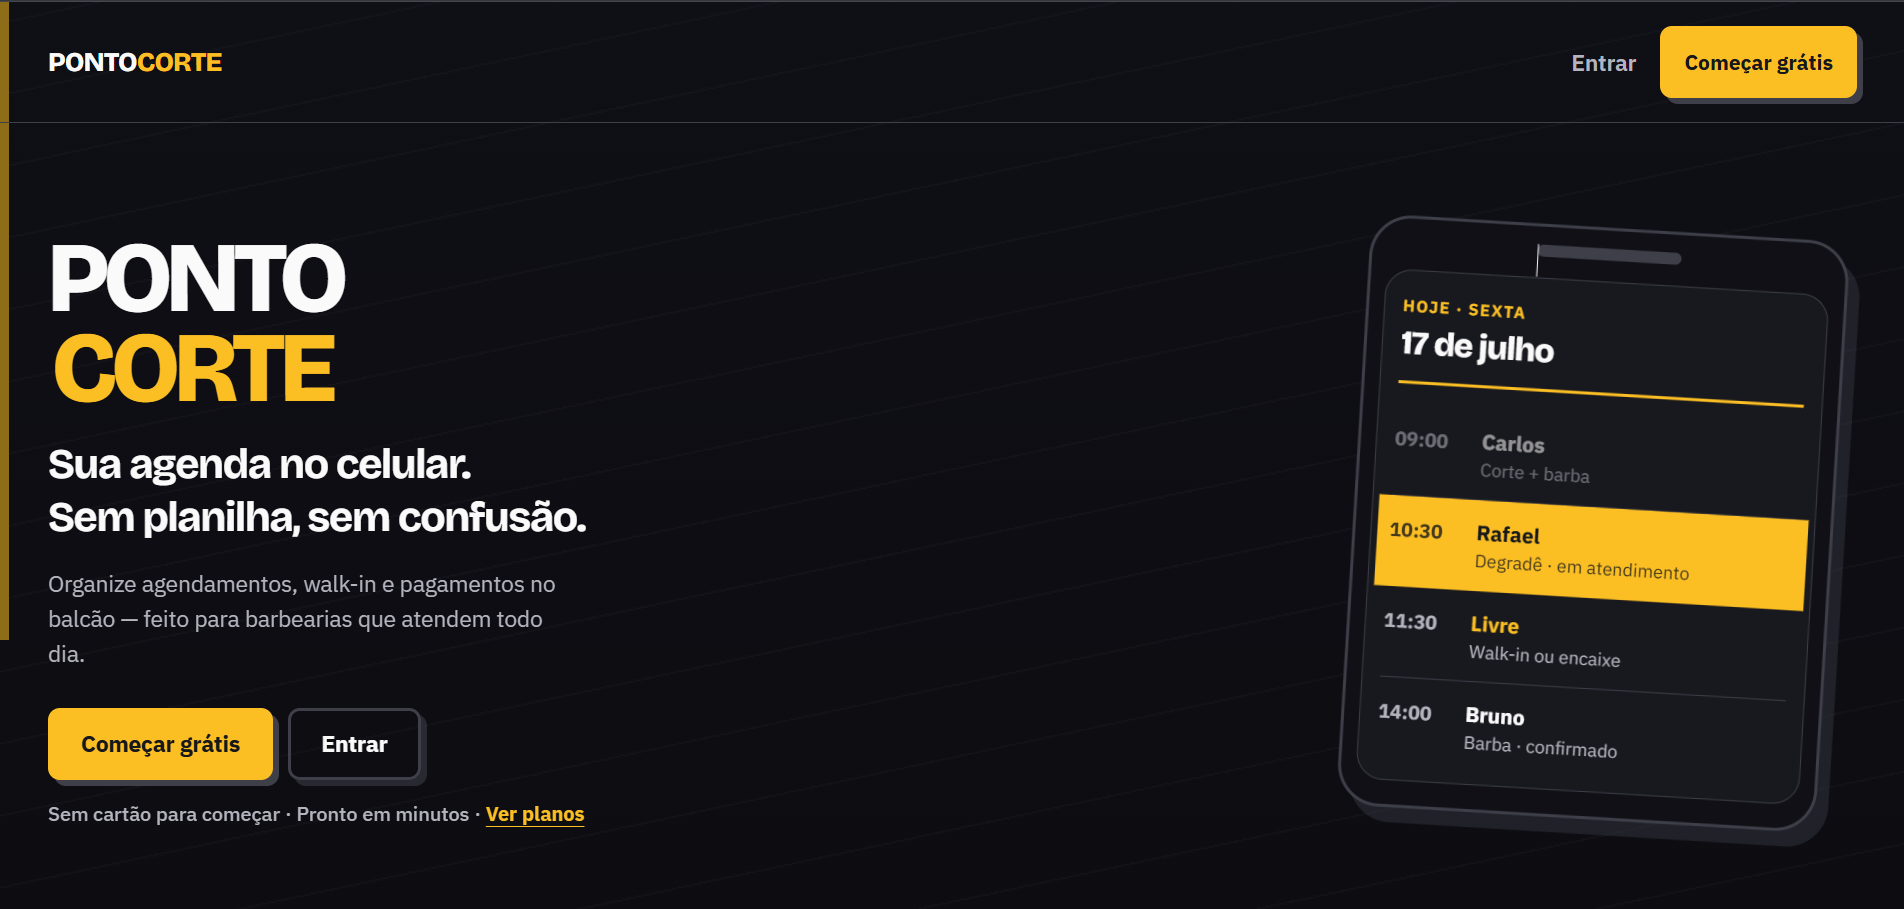 PONTOCORTE
Entrar
Começar grátis
PONTO
CORTE
Sua agenda no celular.
Sem planilha, sem confusão.
Organize agendamentos, walk-in e pagamentos no
balcão — feito para barbearias que atendem todo
dia.
Começar grátis
Entrar
Sem cartão para começar · Pronto em minutos · Ver planos
HOJE · SEXTA
17 de julho
09:00 Carlos
Corte + barba
10:30 Rafael
Degradê · em atendimento
11:30 Livre
Walk-in ou encaixe
14:00 Bruno
Barba · confirmado